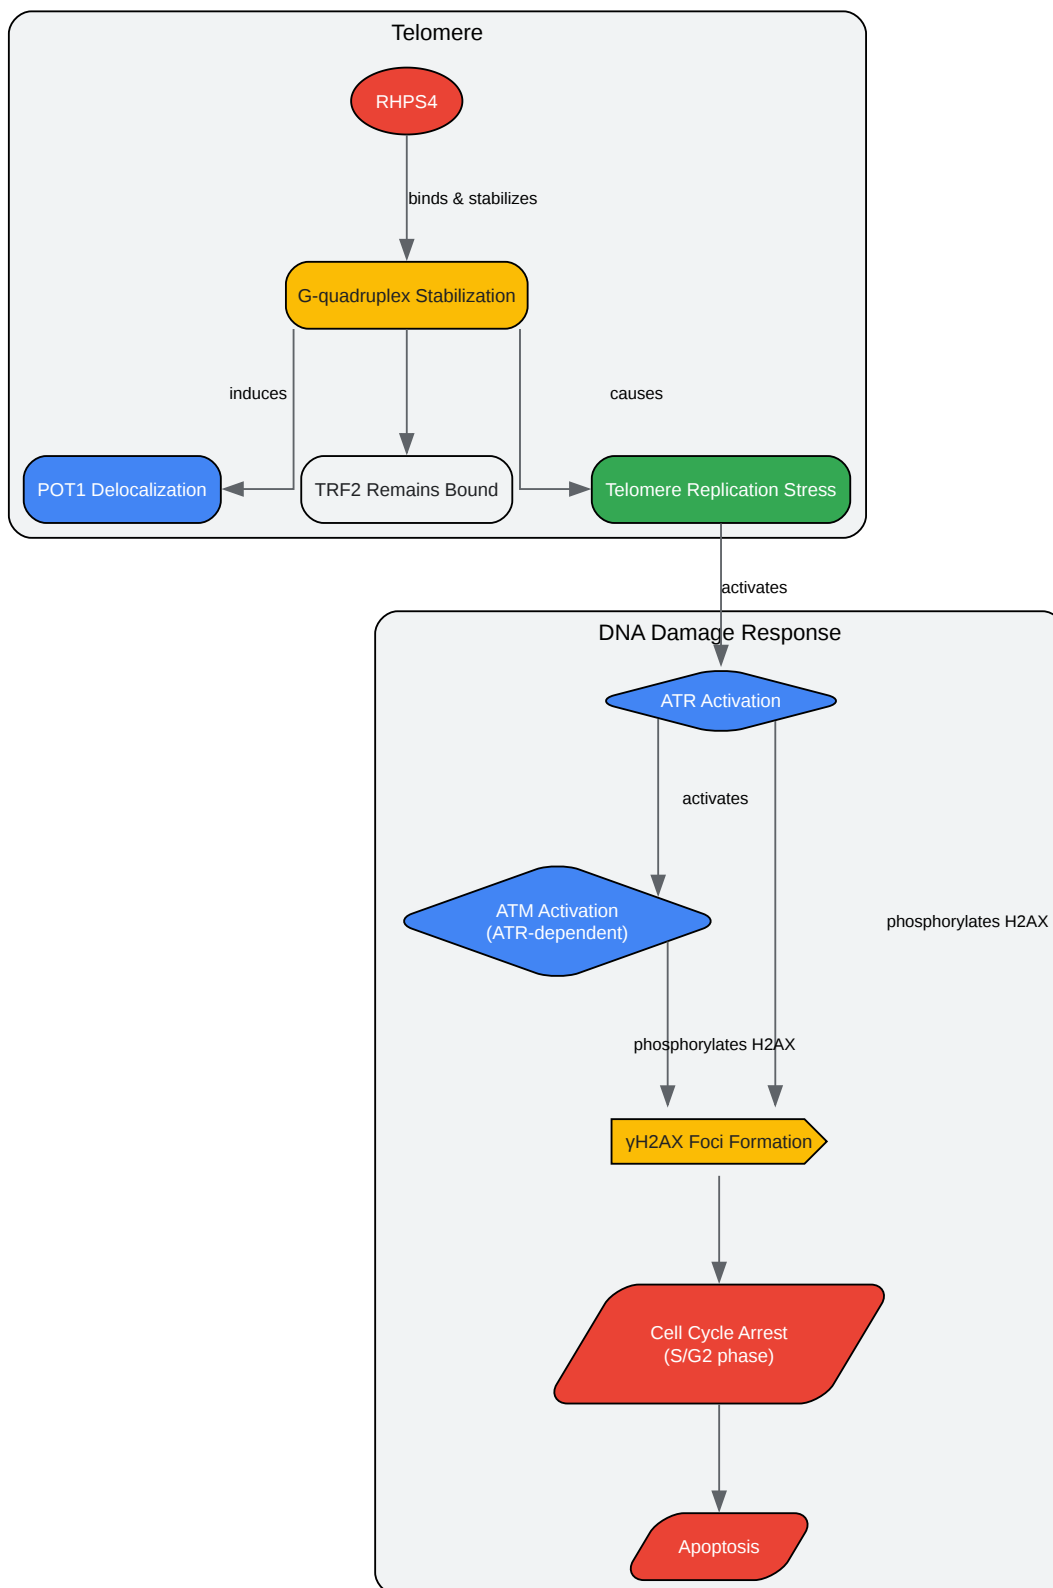 Telomere
RHPS4
binds & stabilizes
G-quadruplex Stabilization
induces
causes
POT1 Delocalization
TRF2 Remains Bound
Telomere Replication Stress
activates
DNA Damage Response
ATR Activation
activates
ATM Activation
(ATR-dependent)
phosphorylates H2AX
phosphorylates H2AX
γH2AX Foci Formation
Cell Cycle Arrest
(S/G2 phase)
Apoptosis